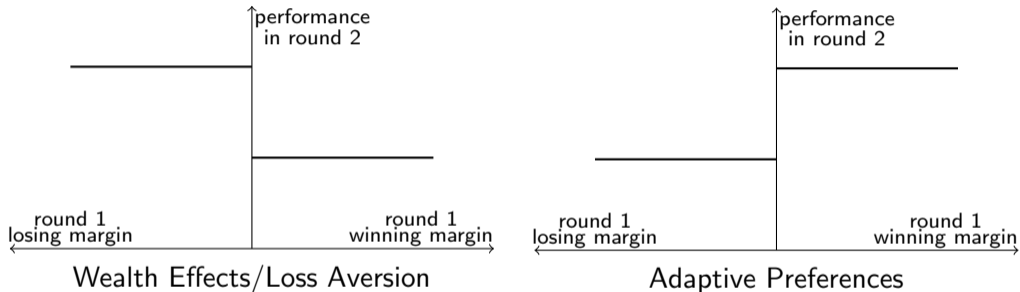 performance
in round 2
round 1
losing margin
round 1
winning margin
Wealth Effects/Loss Aversion
performance
in round 2
round 1
losing margin
round 1
winning margin
Adaptive Preferences